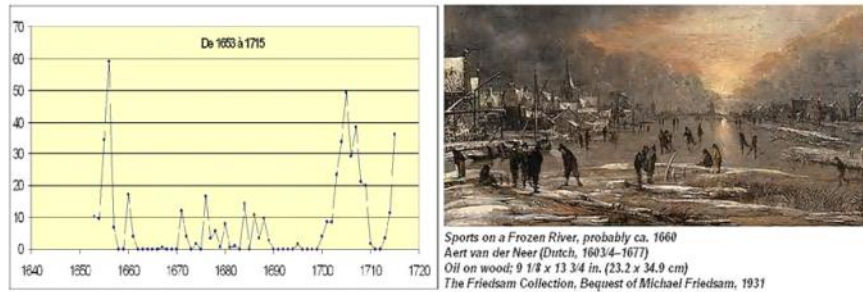 De 1653 à 1715
70
60
50
40
30
20
10
0
1640 1650 1660 1670 1680 1690 1700 1710 1720
Sports on a Frozen River, probably ca. 1660
Aert van der Neer (Dutch, 1603/4–1677)
Oil on wood; 9 1/8 x 13 3/4 in. (23.2 x 34.9 cm)
The Friedsam Collection, Bequest of Michael Friedsam, 1931